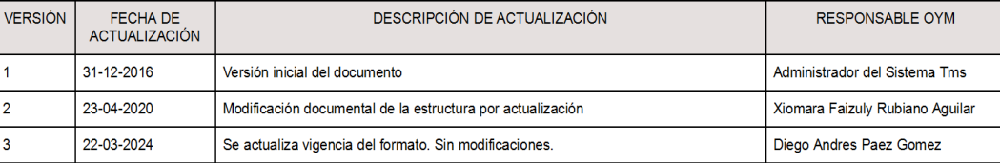 VERSIÓN FECHA DE ACTUALIZACIÓN DESCRIPCIÓN DE ACTUALIZACIÓN RESPONSABLE OYM
1 31-12-2016 Versión inicial del documento Administrador del Sistema Tms
2 23-04-2020 Modificación documental de la estructura por actualización Xiomara Faizuly Rubiano Aguilar
3 22-03-2024 Se actualiza vigencia del formato. Sin modificaciones. Diego Andres Paez Gomez